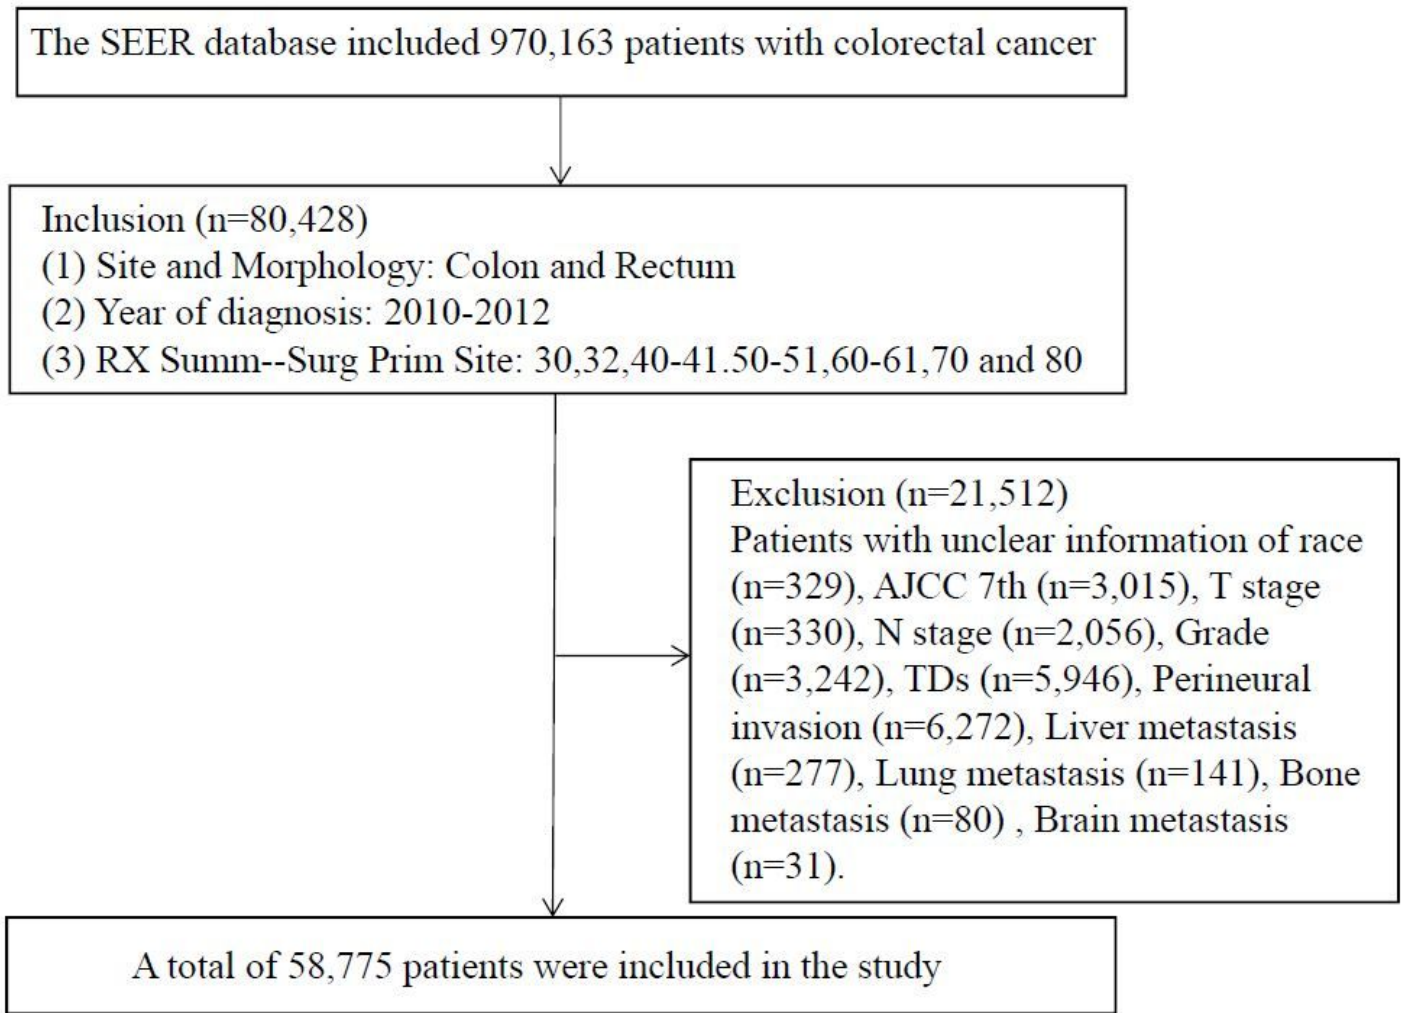 The SEER database included 970,163 patients with colorectal cancer
Inclusion (n=80,428)
(1) Site and Morphology: Colon and Rectum
(2) Year of diagnosis: 2010-2012
(3) RX Summ--Surg Prim Site: 30,32,40-41.50-51,60-61,70 and 80
Exclusion (n=21,512)
Patients with unclear information of race
(n=329), AJCC 7th (n=3,015), T stage
(n=330), N stage (n=2,056), Grade
(n=3,242), TDs (n=5,946), Perineural
invasion (n=6,272), Liver metastasis
(n=277), Lung metastasis (n=141), Bone
metastasis (n=80) , Brain metastasis
(n=31).
A total of 58,775 patients were included in the study